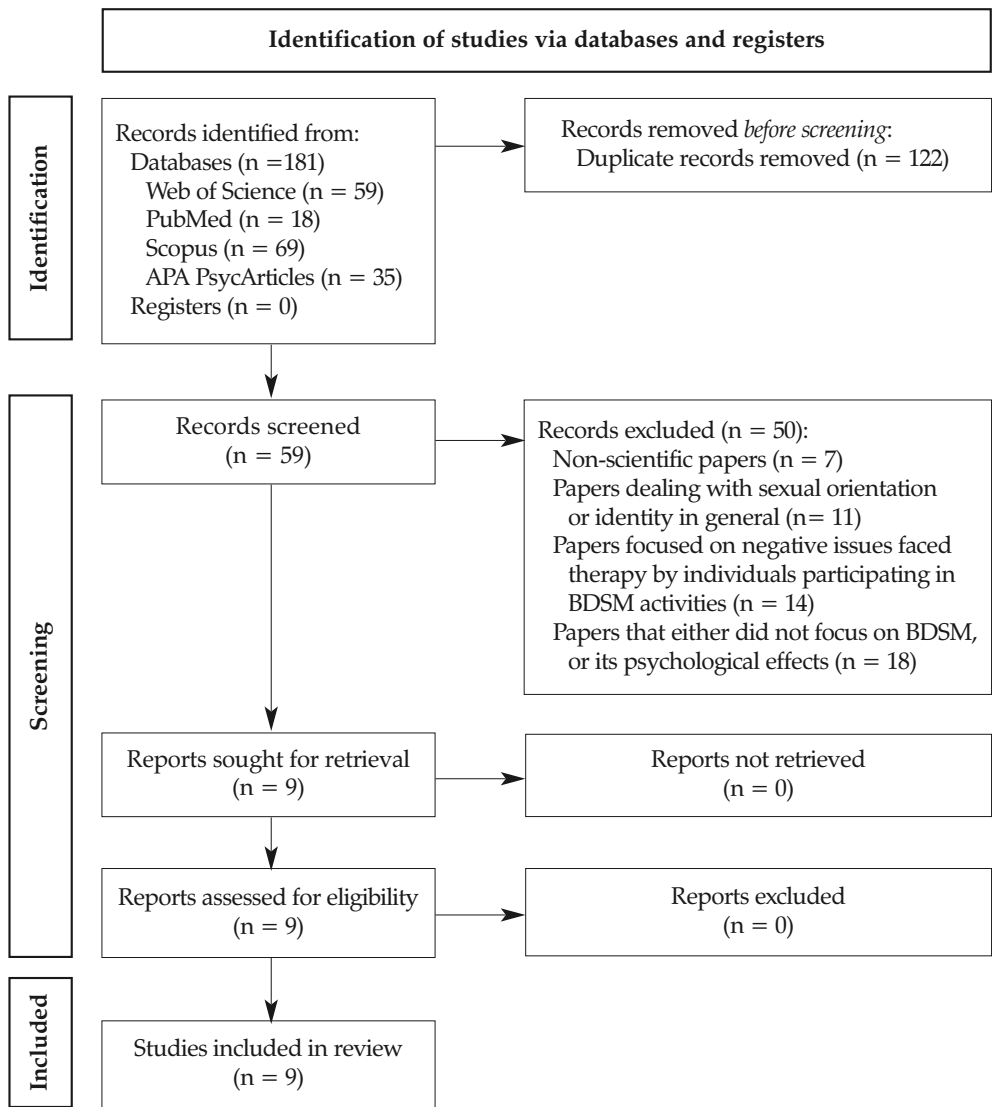 Identification of studies via databases and registers
Identification
Records identified from:
Databases (n =181)
Web of Science (n = 59)
PubMed (n = 18)
Scopus (n = 69)
APA PsycArticles (n = 35)
Registers (n = 0)
Records removed before screening:
Duplicate records removed (n = 122)
Screening
Records screened
(n = 59)
Records excluded (n = 50):
Non-scientific papers (n = 7)
Papers dealing with sexual orientation
or identity in general (n= 11)
Papers focused on negative issues faced
therapy by individuals participating in
BDSM activities (n = 14)
Papers that either did not focus on BDSM,
or its psychological effects (n = 18)
Reports sought for retrieval
(n = 9)
Reports not retrieved
(n = 0)
Reports assessed for eligibility
(n = 9)
Reports excluded
(n = 0)
Included
Studies included in review
(n = 9)